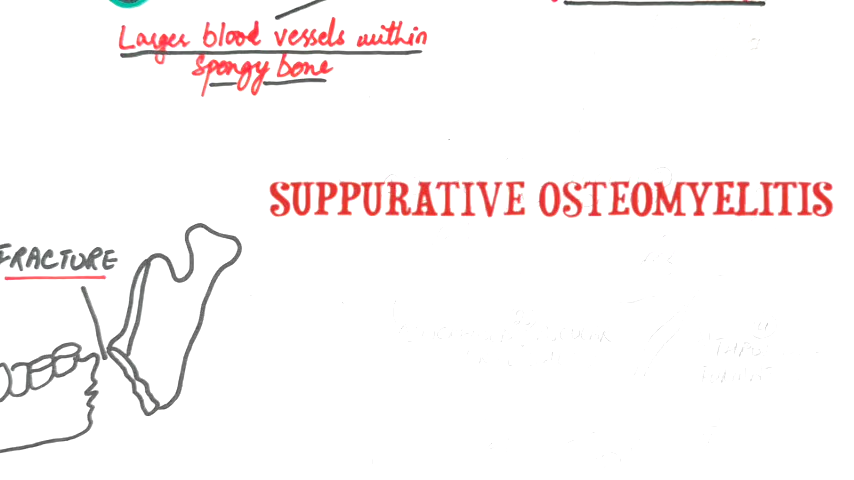 Larger blood vessels within
spongy bone
SUPPURATIVE OSTEOMYELITIS
FRACTURE